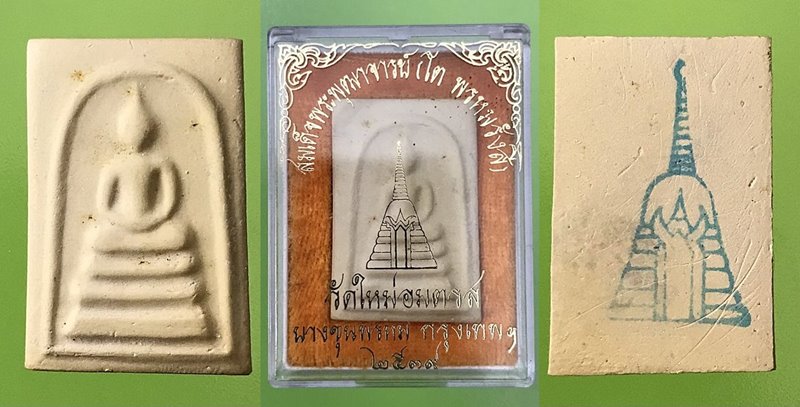 สมเด็จพระพุฒาจารย์ (โต พรหมรังสี)
วัดใหม่อมตรส
บางขุนพรหม กรุงเทพฯ
๒๕๓๙